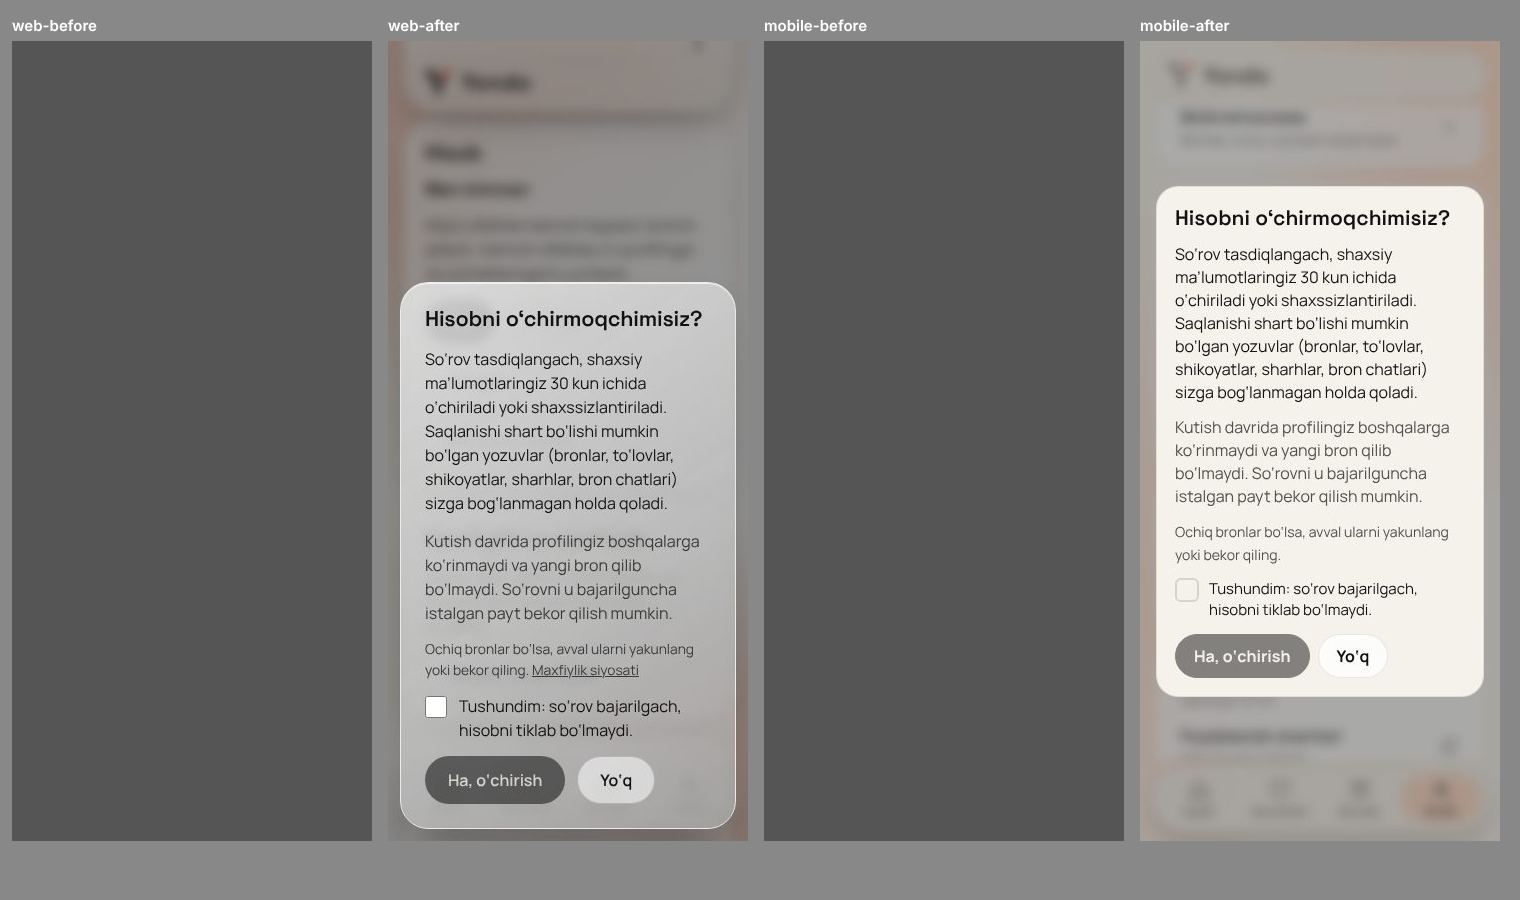 web-before
web-after
mobile-before
mobile-after
Hisobni o‘chirmoqchimisiz?
So‘rov tasdiqlangach, shaxsiy
ma’lumotlaringiz 30 kun ichida
o‘chiriladi yoki shaxssizlantiriladi.
Saqlanishi shart bo‘lishi mumkin
bo‘lgan yozuvlar (bronlar, to‘lovlar,
shikoyatlar, sharhlar, bron chatlari)
sizga bog‘lanmagan holda qoladi.
Kutish davrida profilingiz boshqalarga
ko‘rinmaydi va yangi bron qilib
bo‘lmaydi. So‘rovni u bajarilguncha
istalgan payt bekor qilish mumkin.
Ochiq bronlar bo‘lsa, avval ularni yakunlang
yoki bekor qiling. Maxfiylik siyosati
Tushundim: so‘rov bajarilgach,
hisobni tiklab bo‘lmaydi.
Ha, o‘chirish
Yo‘q
Hisobni o‘chirmoqchimisiz?
So‘rov tasdiqlangach, shaxsiy
ma’lumotlaringiz 30 kun ichida
o‘chiriladi yoki shaxssizlantiriladi.
Saqlanishi shart bo‘lishi mumkin
bo‘lgan yozuvlar (bronlar, to‘lovlar,
shikoyatlar, sharhlar, bron chatlari)
sizga bog‘lanmagan holda qoladi.
Kutish davrida profilingiz boshqalarga
ko‘rinmaydi va yangi bron qilib
bo‘lmaydi. So‘rovni u bajarilguncha
istalgan payt bekor qilish mumkin.
Ochiq bronlar bo‘lsa, avval ularni yakunlang
yoki bekor qiling.
Tushundim: so‘rov bajarilgach,
hisobni tiklab bo‘lmaydi.
Ha, o‘chirish
Yo‘q